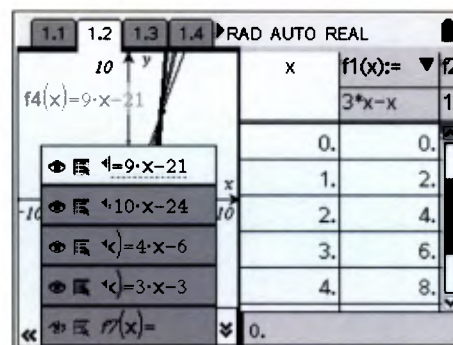 1.1 1.2 1.3 1.4 RAD AUTO REAL
10 y
f4(x)=9·x-21
x f1(x):= ▼ f2
3*x-x 1
=9·x-21
10·x-24
)=4·x-6
)=3·x-3
f7(x)=
-10 x 10
0. 0.
1. 2.
2. 4.
3. 6.
4. 8.
« 0.